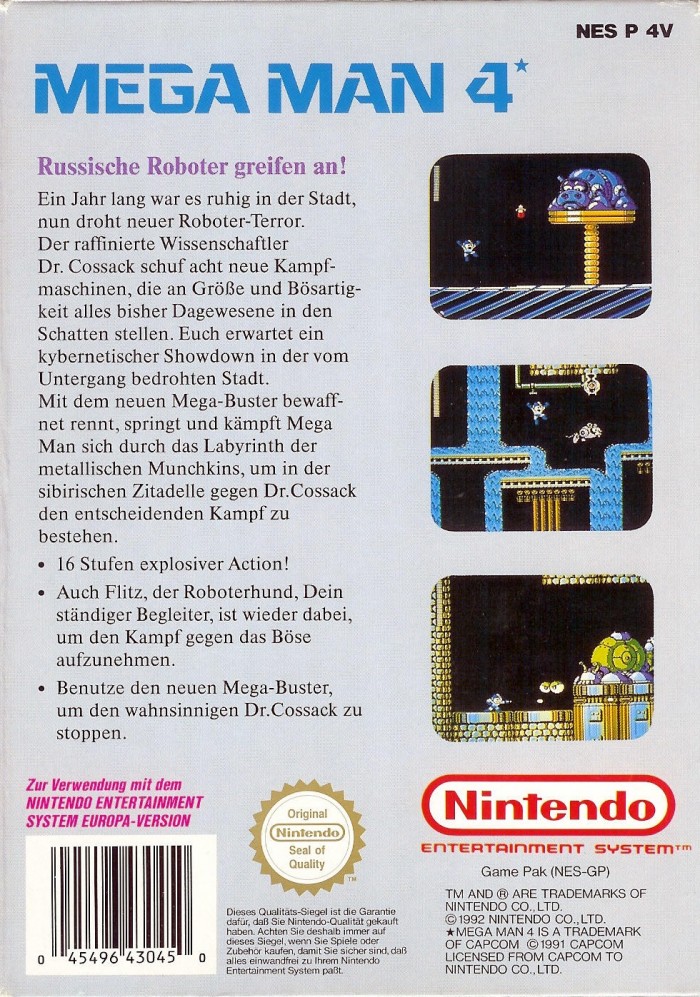 NES P 4V
MEGA MAN 4★
Russische Roboter greifen an!
Ein Jahr lang war es ruhig in der Stadt,
nun droht neuer Roboter-Terror.
Der raffinierte Wissenschaftler
Dr. Cossack schuf acht neue Kampf-
maschinen, die an Größe und Bösartig-
keit alles bisher Dagewesene in den
Schatten stellen. Euch erwartet ein
kybernetischer Showdown in der vom
Untergang bedrohten Stadt.
Mit dem neuen Mega-Buster bewaff-
net rennt, springt und kämpft Mega
Man sich durch das Labyrinth der
metallischen Munchkins, um in der
sibirischen Zitadelle gegen Dr.Cossack
den entscheidenden Kampf zu
bestehen.
• 16 Stufen explosiver Action!
• Auch Flitz, der Roboterhund, Dein
ständiger Begleiter, ist wieder dabei,
um den Kampf gegen das Böse
aufzunehmen.
• Benutze den neuen Mega-Buster,
um den wahnsinnigen Dr.Cossack zu
stoppen.
Zur Verwendung mit dem
NINTENDO ENTERTAINMENT
SYSTEM EUROPA-VERSION
0 45496 43045 0
Original
Nintendo
Seal of
Quality
TM
Dieses Qualitäts-Siegel ist die Garantie
dafür, daß Sie Nintendo-Qualität gekauft
haben. Achten Sie deshalb immer auf
dieses Siegel, wenn Sie Spiele oder
Zubehör kaufen, damit Sie sicher sind, daß
alles einwandfrei zu Ihrem Nintendo
Entertainment System paßt.
Nintendo
ENTERTAINMENT SYSTEM™
Game Pak (NES-GP)
TM AND ® ARE TRADEMARKS OF
NINTENDO CO., LTD.
© 1992 NINTENDO CO., LTD.
★MEGA MAN 4 IS A TRADEMARK
OF CAPCOM © 1991 CAPCOM
LICENSED FROM CAPCOM TO
NINTENDO CO., LTD.